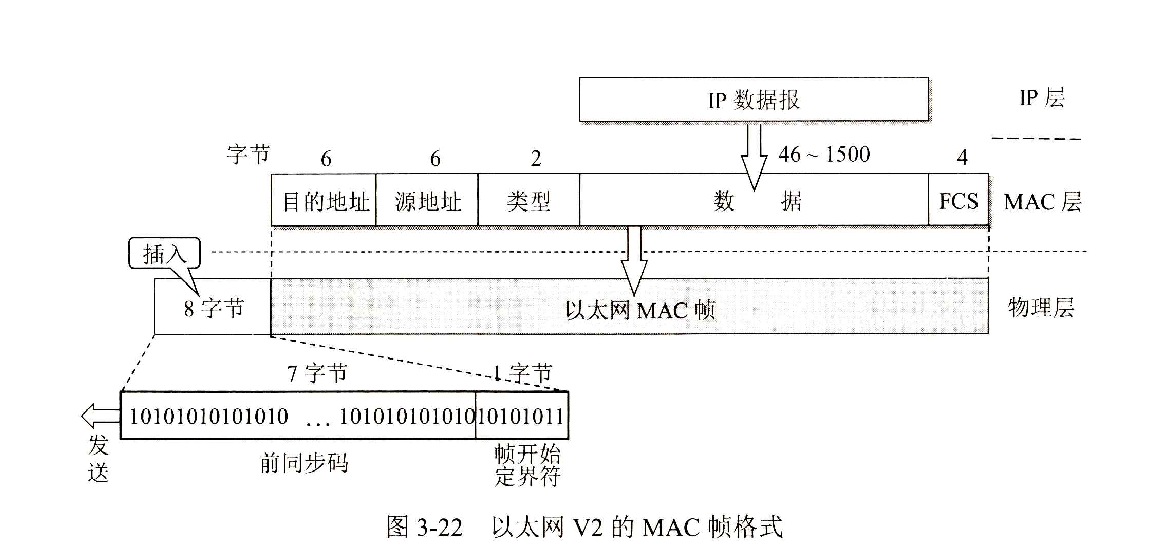 IP 数据报
IP 层
字节
6
6
2
46 ~ 1500
4
目的地址
源地址
类型
数 据
FCS
MAC 层
插入
8 字节
以太网 MAC 帧
物理层
7 字节
1 字节
10101010101010 ... 101010101010
10101011
发送
前同步码
帧开始
定界符
图 3-22 以太网 V2 的 MAC 帧格式